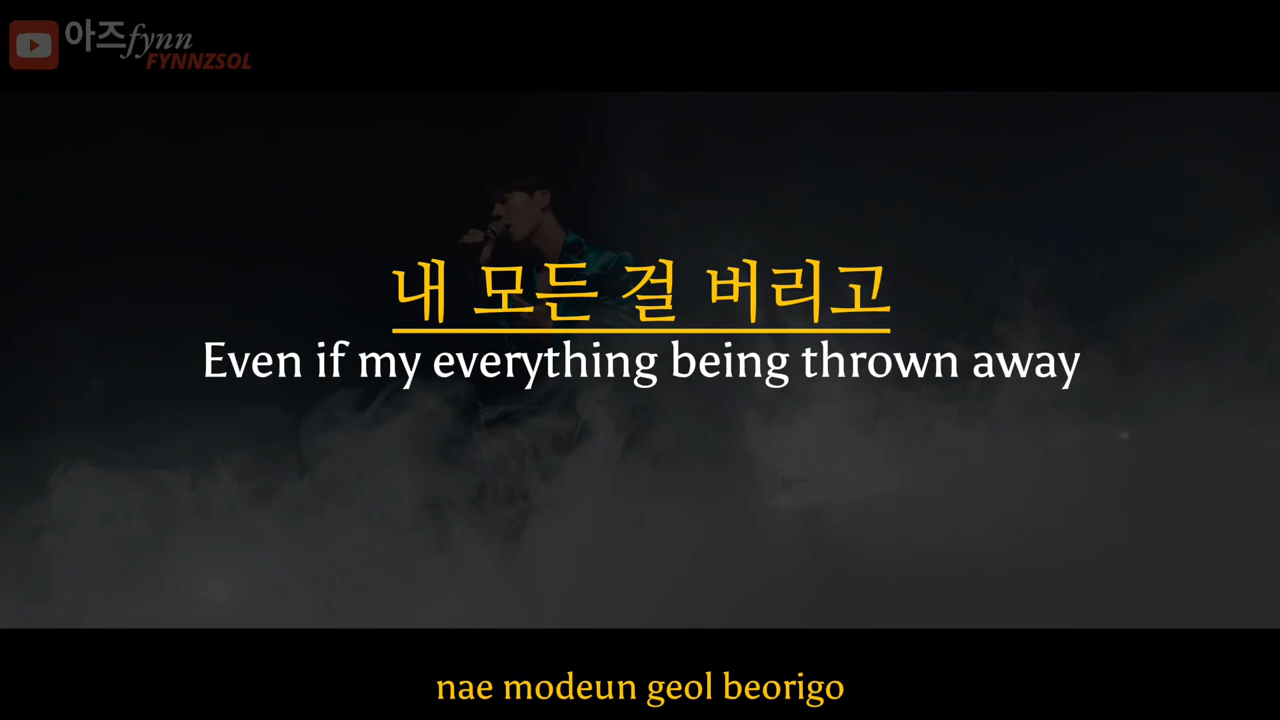 아즈fynn
FYNNZSOL
내 모든 걸 버리고
Even if my everything being thrown away
nae modeun geol beorigo